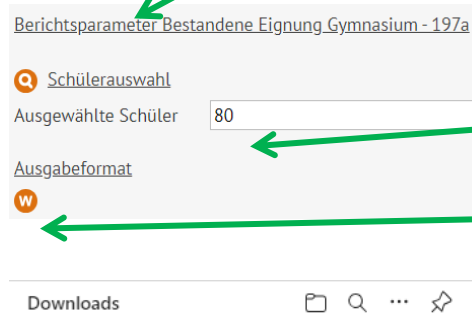 Berichtsparameter Bestandene Eignung Gymnasium - 197a
Schülerauswahl
Ausgewählte Schüler 80
Ausgabeformat
W
Downloads